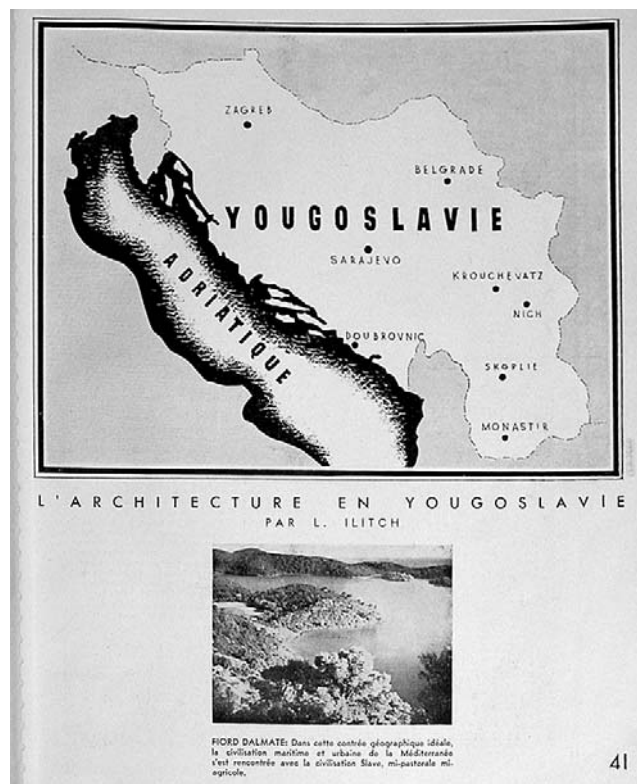 ZAGREB
BELGRADE
YOUGOSLAVIE
SARAJEVO
KROUCHEVATZ
NICH
ADRIATIQUE
DOUBROVNIC
SKOPLIE
MONASTIR
L'ARCHITECTURE EN YOUGOSLAVIE
PAR L. ILITCH
FIORD DALMATE: Dans cette contrée géographique idéale,
la civilisation maritime et urbaine de la Méditerranée
s'est rencontrée avec la civilisation Slave, mi-pastorale mi-
agricole.
41